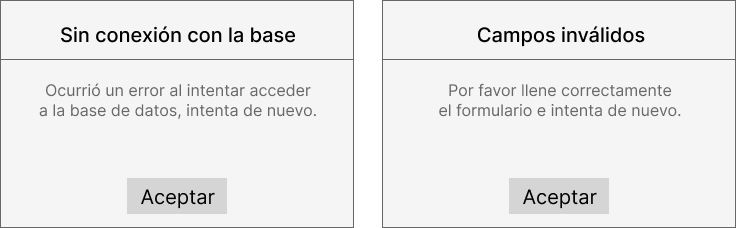 Sin conexión con la base
Ocurrió un error al intentar acceder
a la base de datos, intenta de nuevo.
Aceptar
Campos inválidos
Por favor llene correctamente
el formulario e intenta de nuevo.
Aceptar